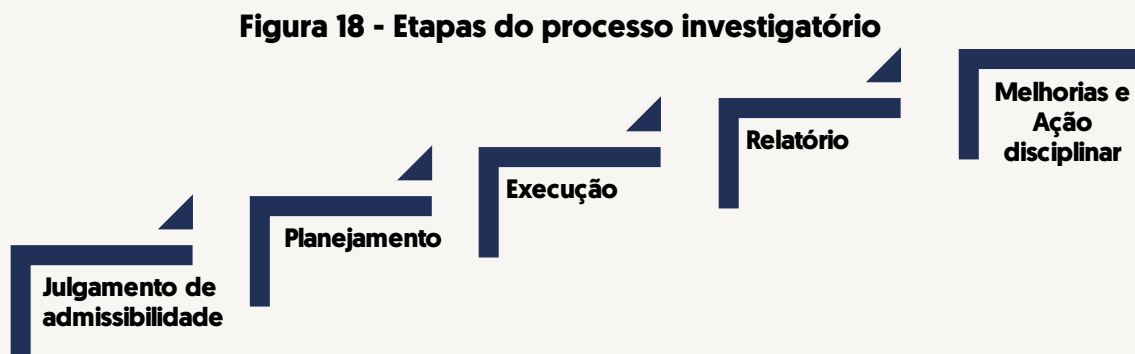 Figura 18 - Etapas do processo investigatório
Julgamento de
admissibilidade
Planejamento
Execução
Relatório
Melhorias e
Ação
disciplinar